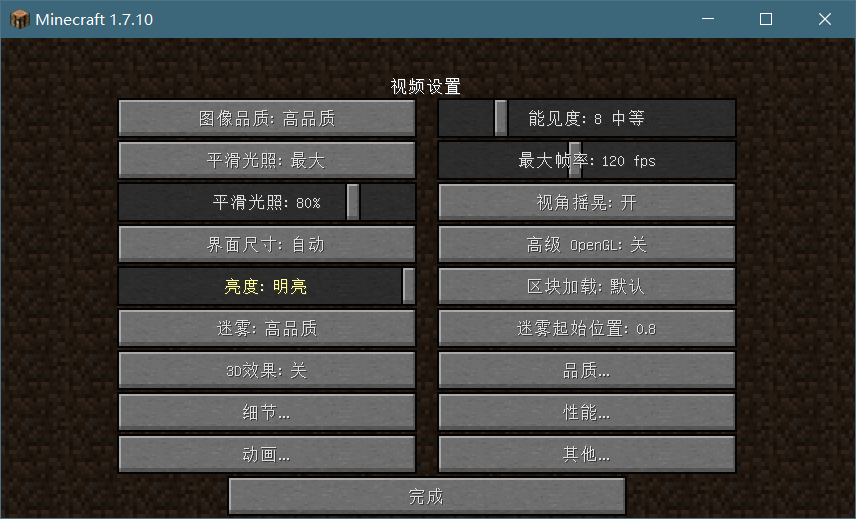 Minecraft 1.7.10
视频设置
图像品质: 高品质
能见度: 8 中等
平滑光照: 最大
最大帧率: 120 fps
平滑光照: 80%
视角摇晃: 开
界面尺寸: 自动
高级 OpenGL: 关
亮度: 明亮
区块加载: 默认
迷雾: 高品质
迷雾起始位置: 0.8
3D效果: 关
品质...
细节...
性能...
动画...
其他...
完成